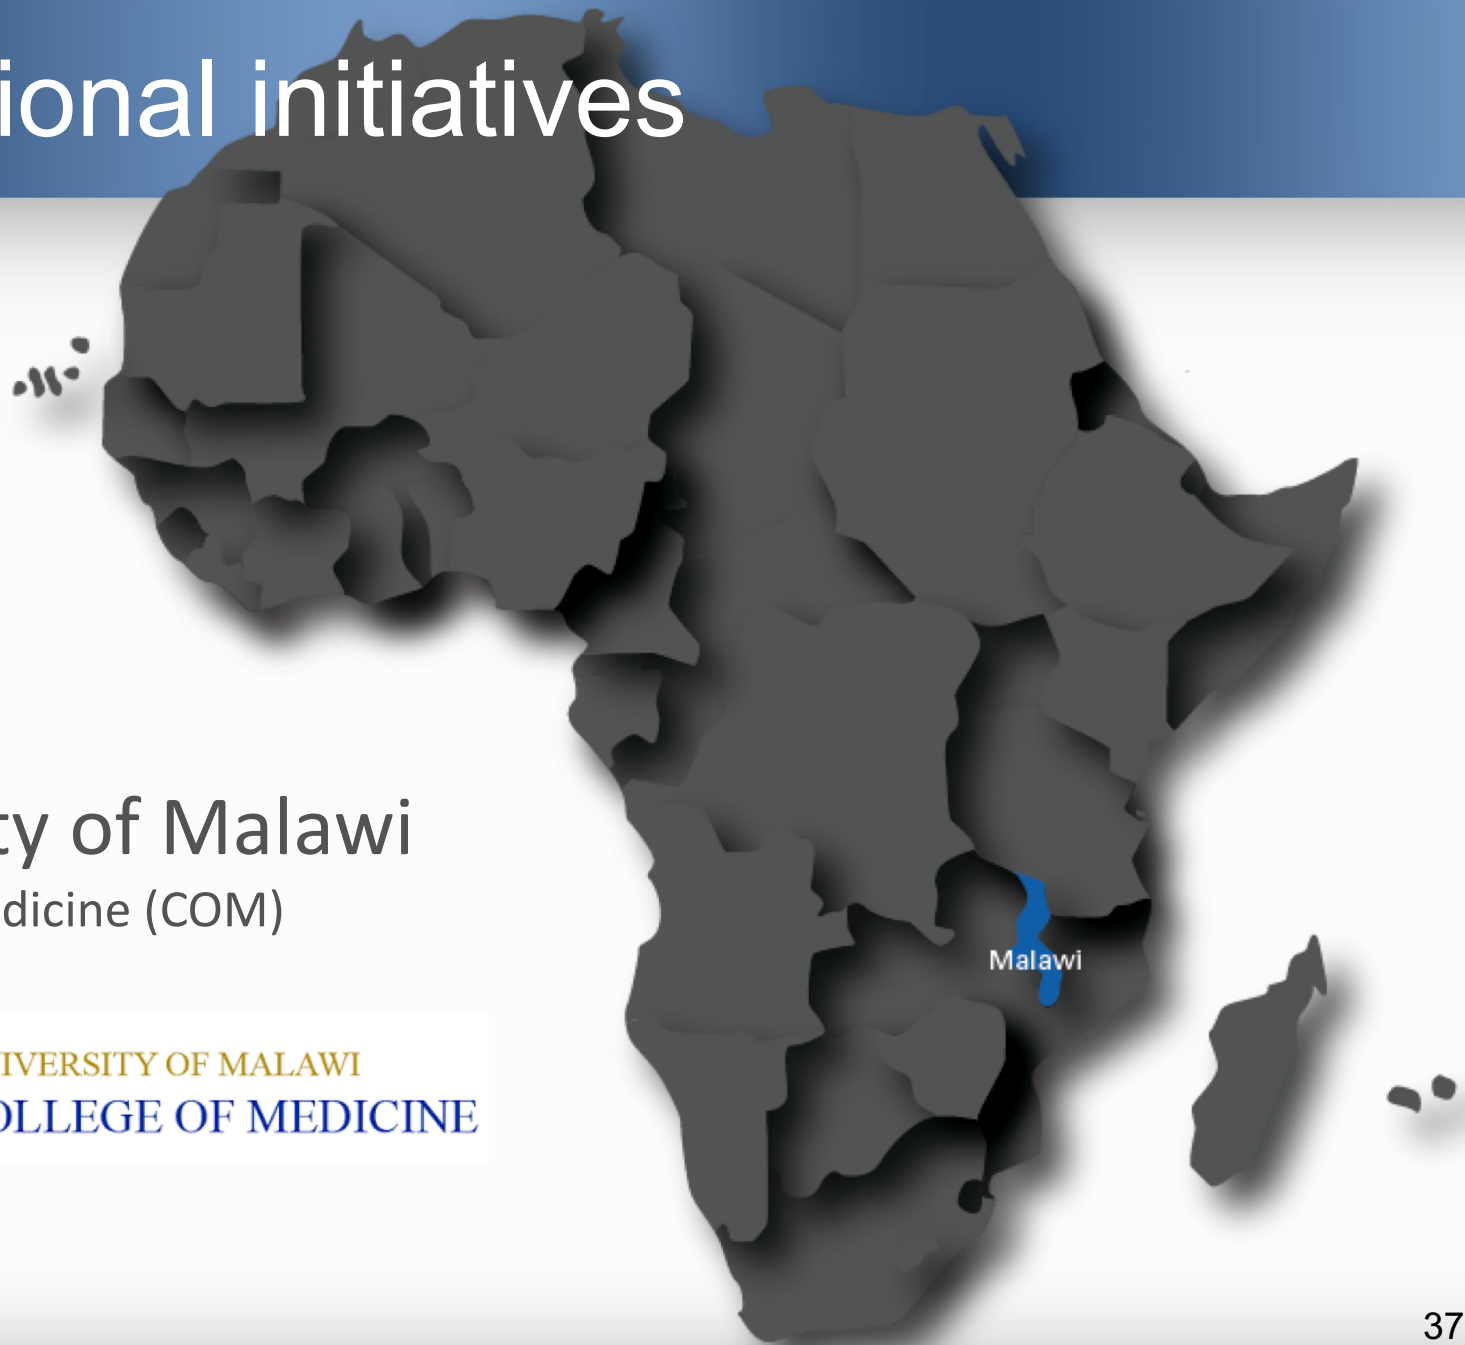 ional initiatives
ty of Malawi
dicine (COM)
Malawi
IVERSITY OF MALAWI
OLLEGE OF MEDICINE
37